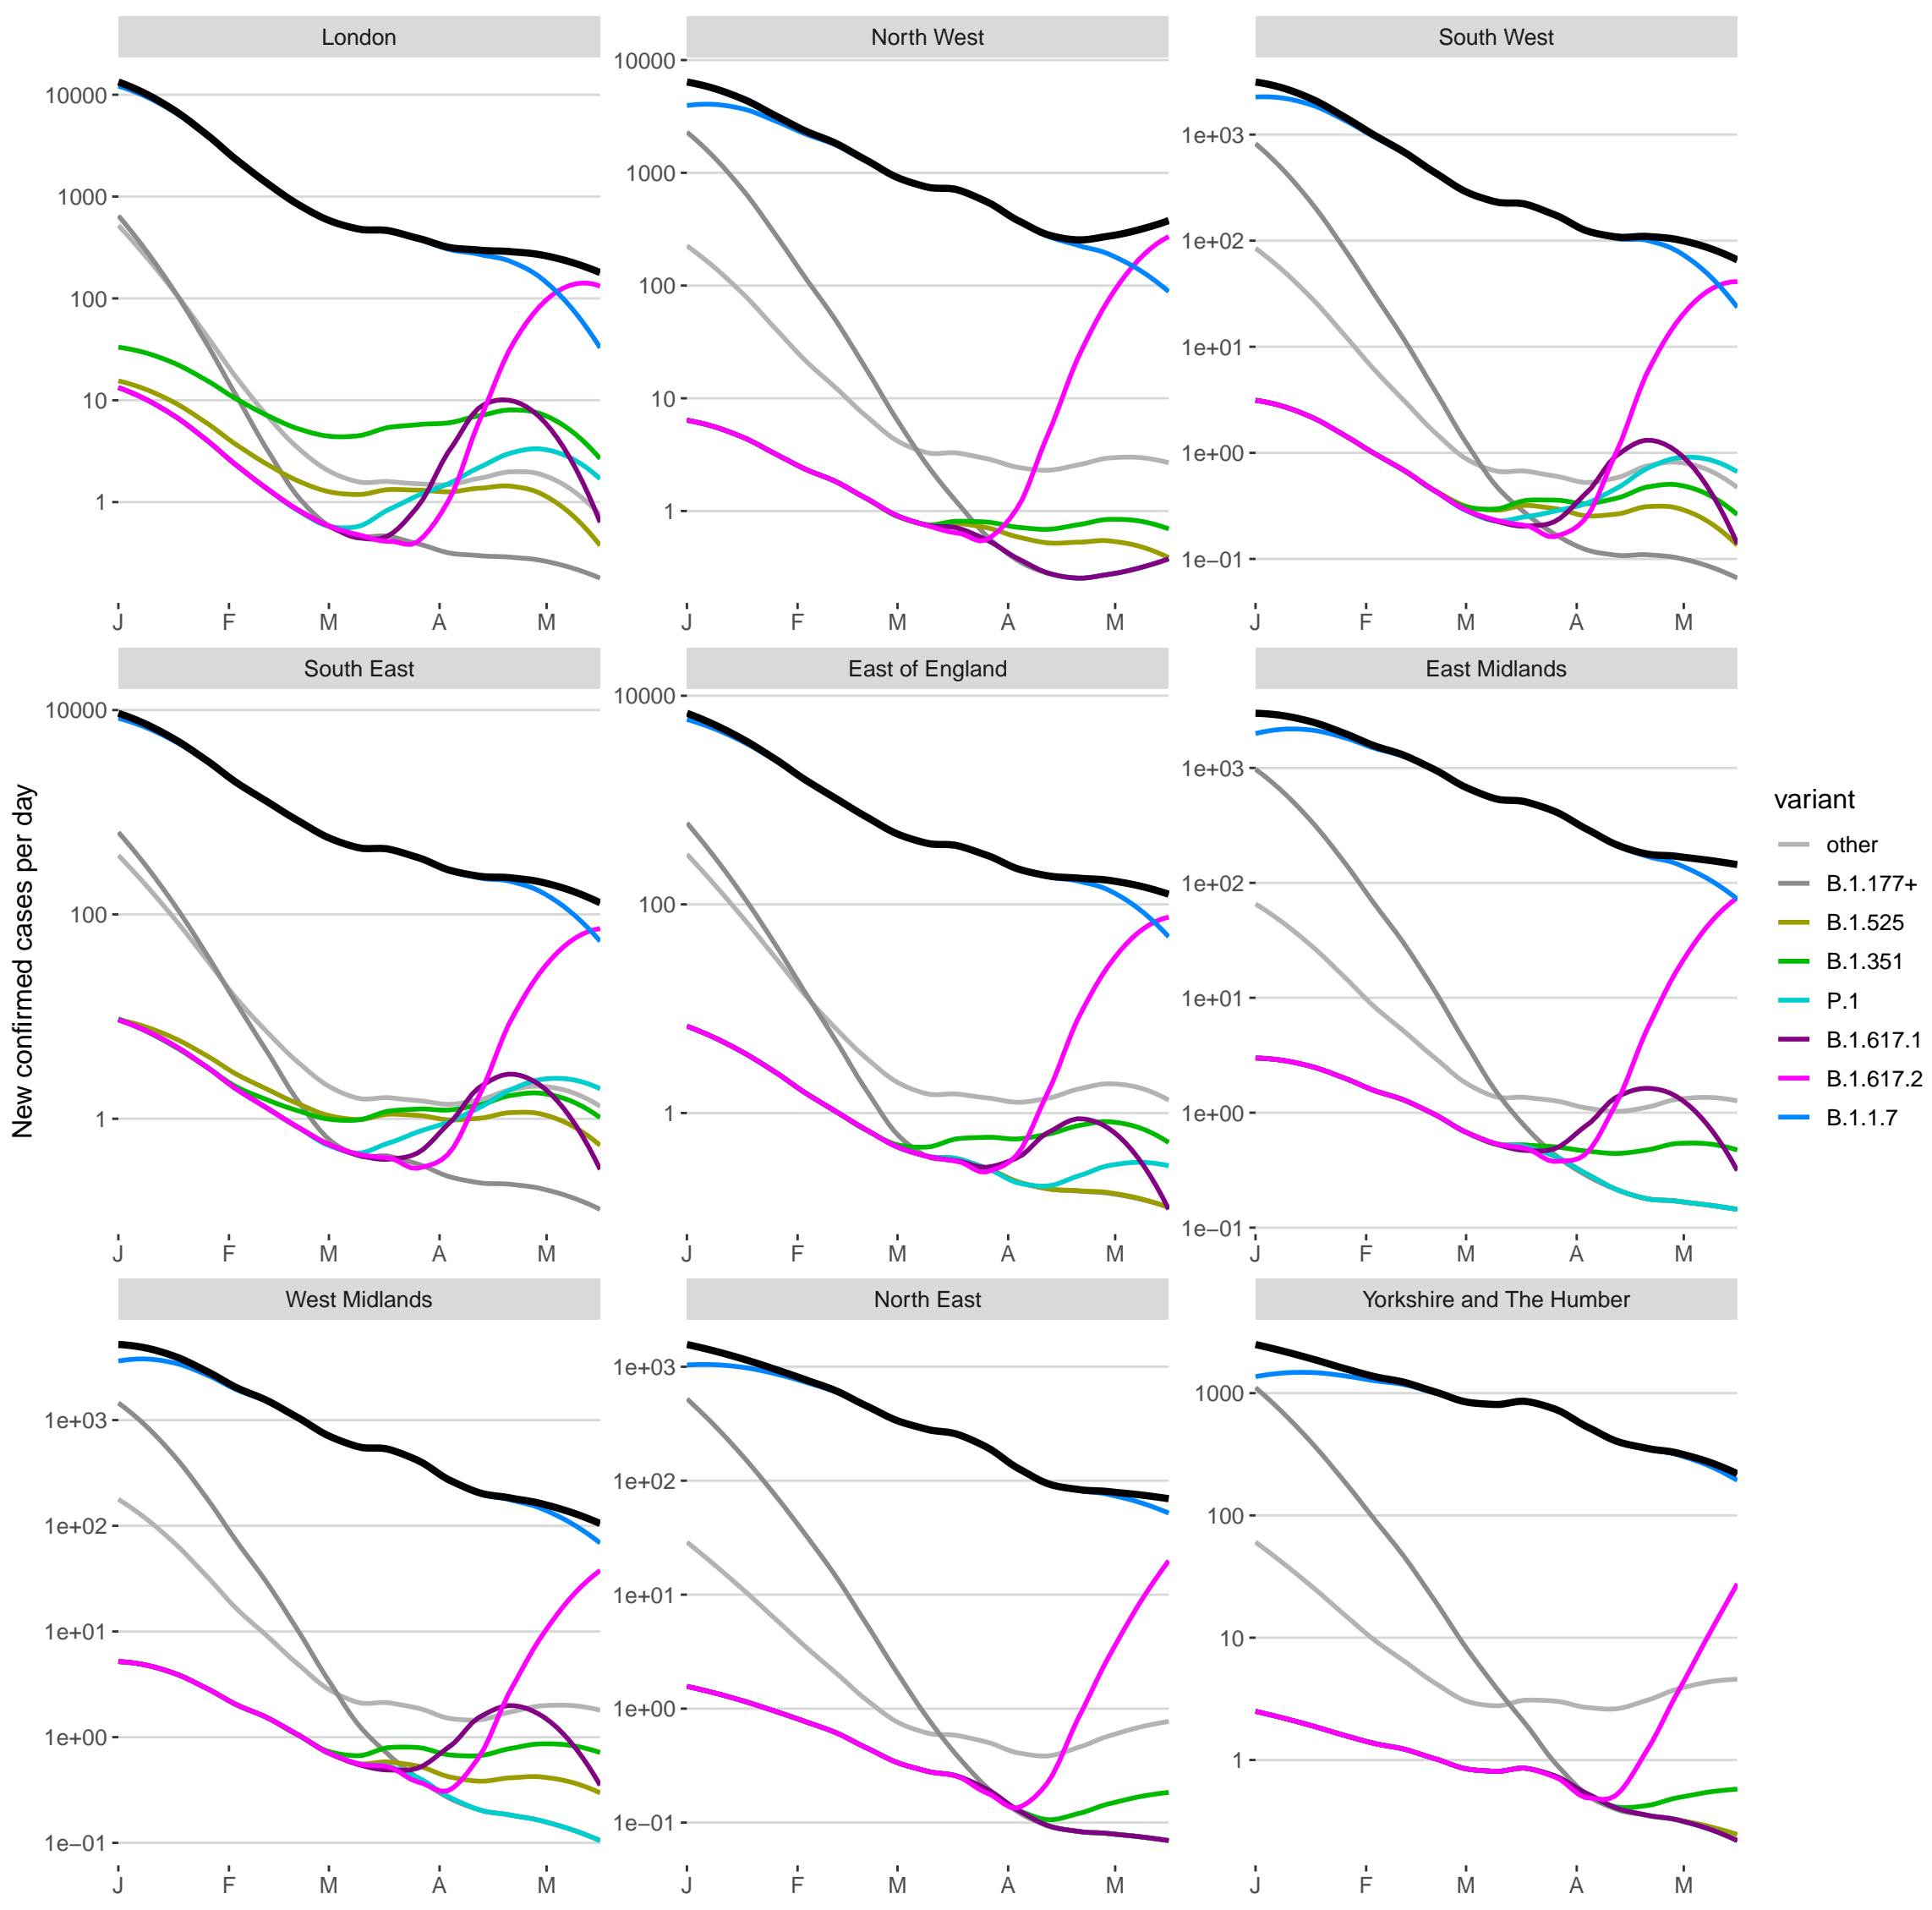 London
North West
South West
10000
1000
100
10
1
J F M A M
10000
1000
100
10
1
J F M A M
1e+03
1e+02
1e+01
1e+00
1e−01
J F M A M
South East
East of England
East Midlands
10000
100
1
J F M A M
10000
100
1
J F M A M
1e+03
1e+02
1e+01
1e+00
1e−01
J F M A M
West Midlands
North East
Yorkshire and The Humber
1e+03
1e+02
1e+01
1e+00
1e−01
J F M A M
1e+03
1e+02
1e+01
1e+00
1e−01
J F M A M
1000
100
10
1
J F M A M
New confirmed cases per day
variant
other
B.1.177+
B.1.525
B.1.351
P.1
B.1.617.1
B.1.617.2
B.1.1.7